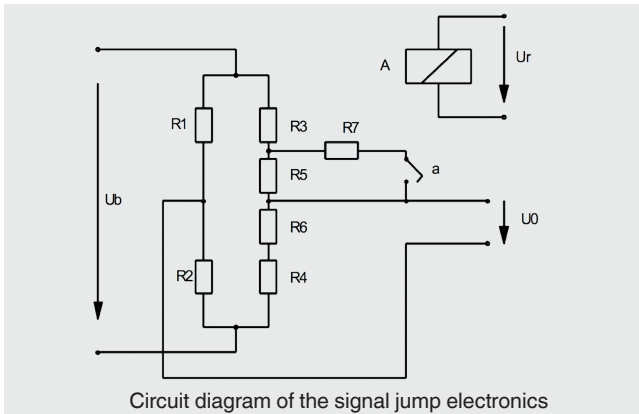 A
Ur
R1
R3
R7
a
R5
Ub
U0
R6
R2
R4
Circuit diagram of the signal jump electronics